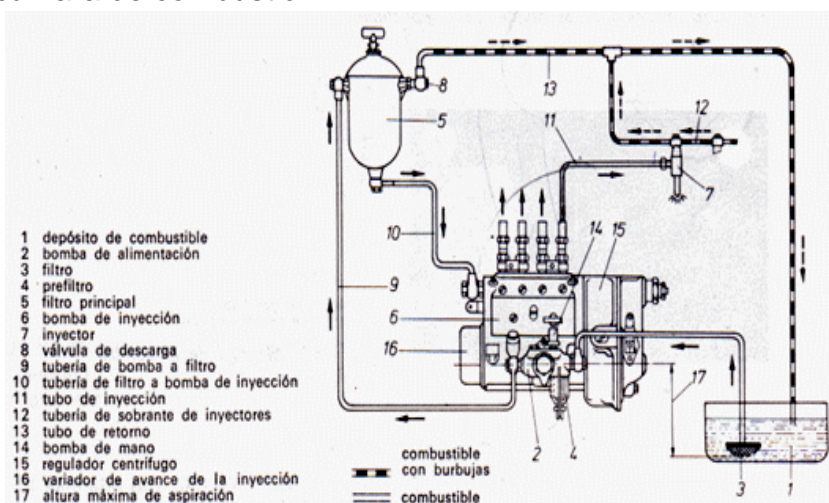 8
13
5
12
11
7
10
14
15
9
6
16
17
2
4
3
1
1 depósito de combustible
2 bomba de alimentación
3 filtro
4 prefiltro
5 filtro principal
6 bomba de inyección
7 inyector
8 válvula de descarga
9 tubería de bomba a filtro
10 tubería de filtro a bomba de inyección
11 tubo de inyección
12 tubería de sobrante de inyectores
13 tubo de retorno
14 bomba de mano
15 regulador centrífugo
16 variador de avance de la inyección
17 altura máxima de aspiración
combustible
con burbujas
combustible